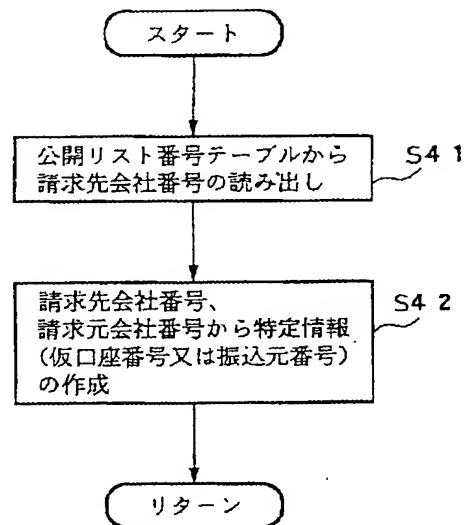 スタート
公開リスト番号テーブルから
請求先会社番号の読み出し
S41
請求先会社番号、
請求元会社番号から特定情報
(仮口座番号又は振込元番号)
の作成
S42
リターン